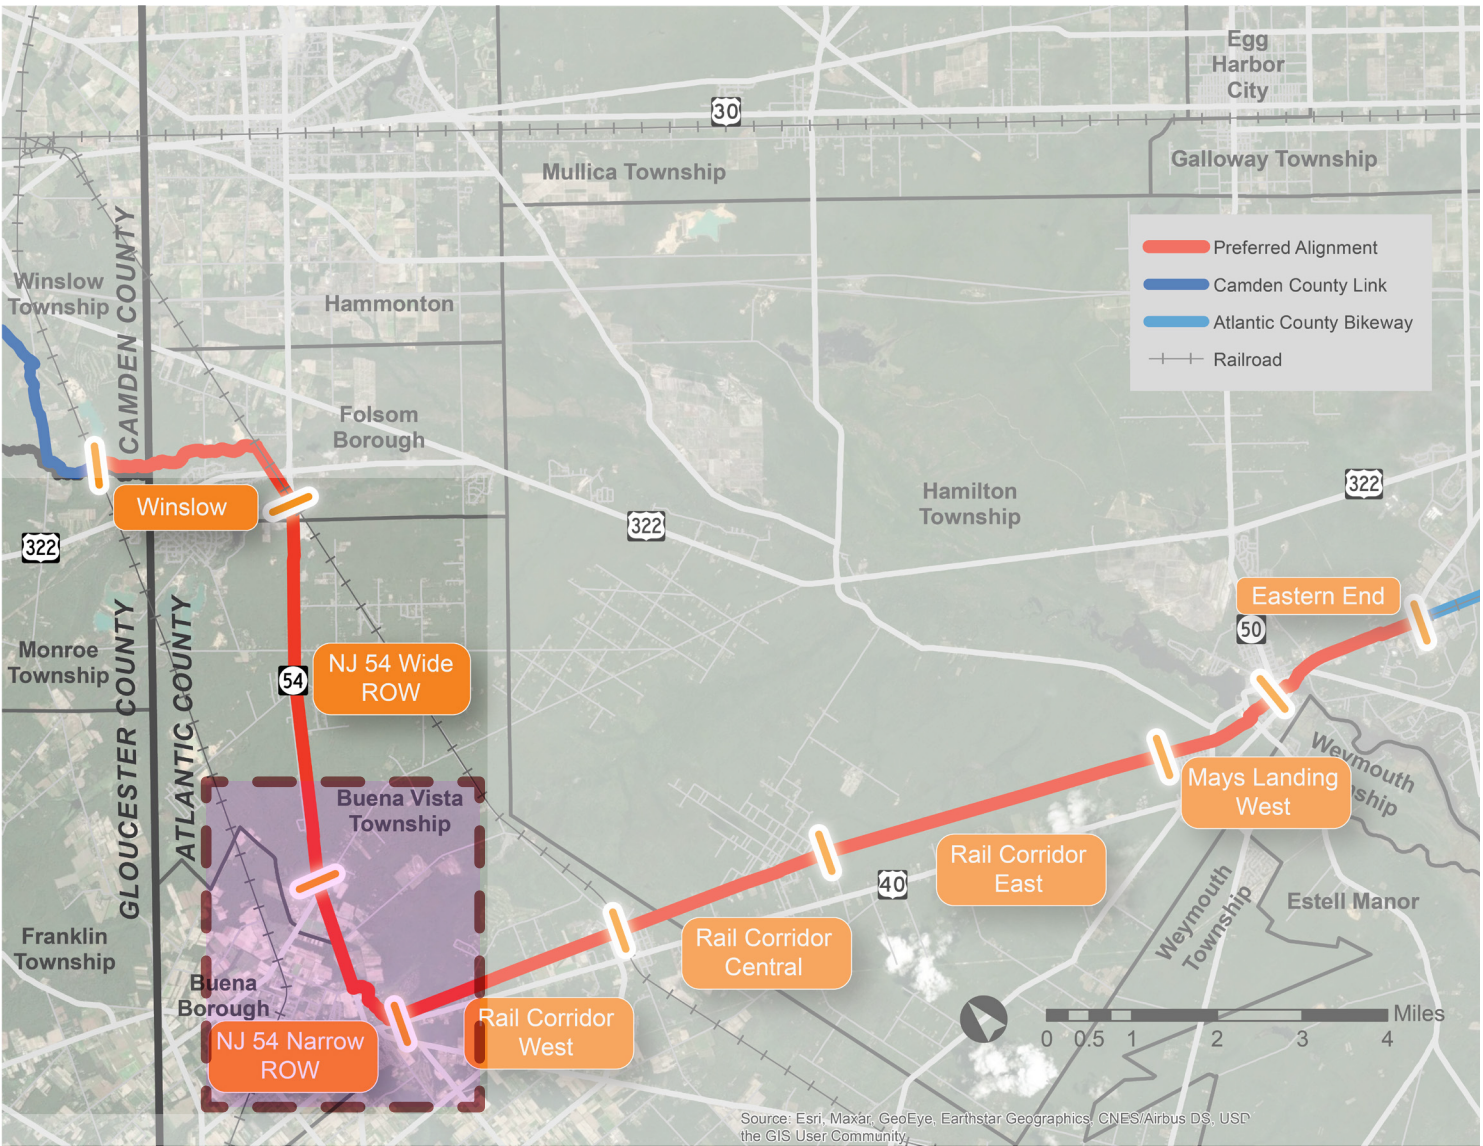 Egg
Harbor
City
30
Mullica Township
Galloway Township
Preferred Alignment
Camden County Link
Atlantic County Bikeway
Railroad
Winslow
Township
CAMDEN COUNTY
Hammonton
Folsom
Borough
Winslow
322
322
322
Hamilton
Township
Eastern End
50
Monroe
Township
GLOUCESTER COUNTY
ATLANTIC COUNTY
54
NJ 54 Wide
ROW
Weymouth
Township
Mays Landing
West
Buena Vista
Township
Rail Corridor
East
40
Weymouth
Township
Estell Manor
Franklin
Township
Rail Corridor
Central
Buena
Borough
NJ 54 Narrow
ROW
Rail Corridor
West
Miles
0 0.5 1 2 3 4
Source: Esri, Maxar, GeoEye, Earthstar Geographics, CNES/Airbus DS, USD
the GIS User Community,